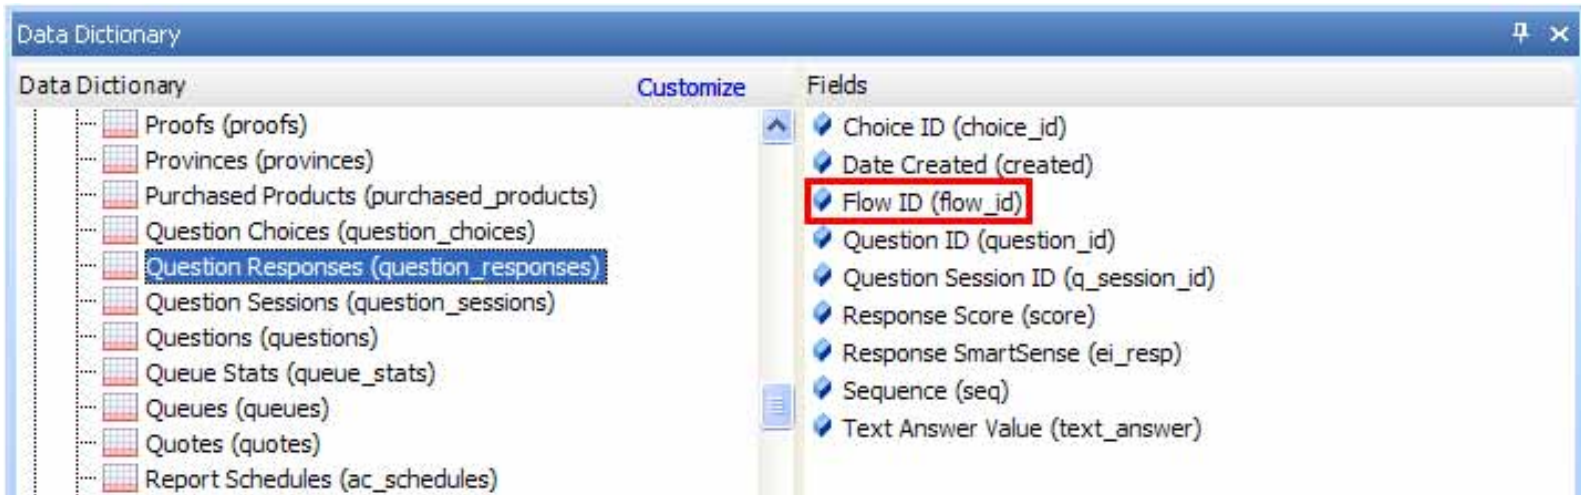 Data Dictionary
Data Dictionary Customize
Proofs (proofs)
Provinces (provinces)
Purchased Products (purchased_products)
Question Choices (question_choices)
Question Responses (question_responses)
Question Sessions (question_sessions)
Questions (questions)
Queue Stats (queue_stats)
Queues (queues)
Quotes (quotes)
Report Schedules (ac_schedules)
Fields
Choice ID (choice_id)
Date Created (created)
Flow ID (flow_id)
Question ID (question_id)
Question Session ID (q_session_id)
Response Score (score)
Response SmartSense (ei_resp)
Sequence (seq)
Text Answer Value (text_answer)